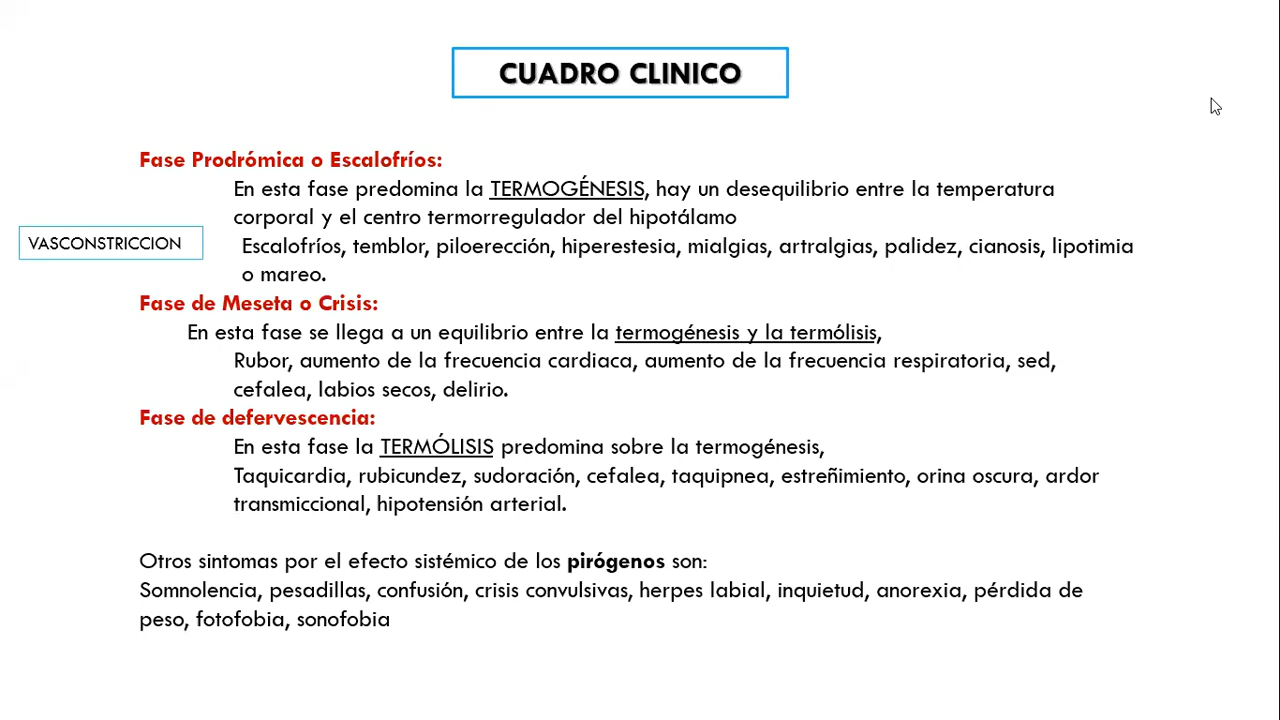 CUADRO CLINICO
Fase Prodrómica o Escalofríos:
En esta fase predomina la TERMOGÉNESIS, hay un desequilibrio entre la temperatura
corporal y el centro termorregulador del hipotálamo
VASCONSTRICCION
Escalofríos, temblor, piloerección, hiperestesia, mialgias, artralgias, palidez, cianosis, lipotimia
o mareo.
Fase de Meseta o Crisis:
En esta fase se llega a un equilibrio entre la termogénesis y la termólisis,
Rubor, aumento de la frecuencia cardiaca, aumento de la frecuencia respiratoria, sed,
cefalea, labios secos, delirio.
Fase de defervescencia:
En esta fase la TERMÓLISIS predomina sobre la termogénesis,
Taquicardia, rubicundez, sudoración, cefalea, taquipnea, estreñimiento, orina oscura, ardor
transmiccional, hipotensión arterial.
Otros sintomas por el efecto sistémico de los pirógenos son:
Somnolencia, pesadillas, confusión, crisis convulsivas, herpes labial, inquietud, anorexia, pérdida de
peso, fotofobia, sonofobia